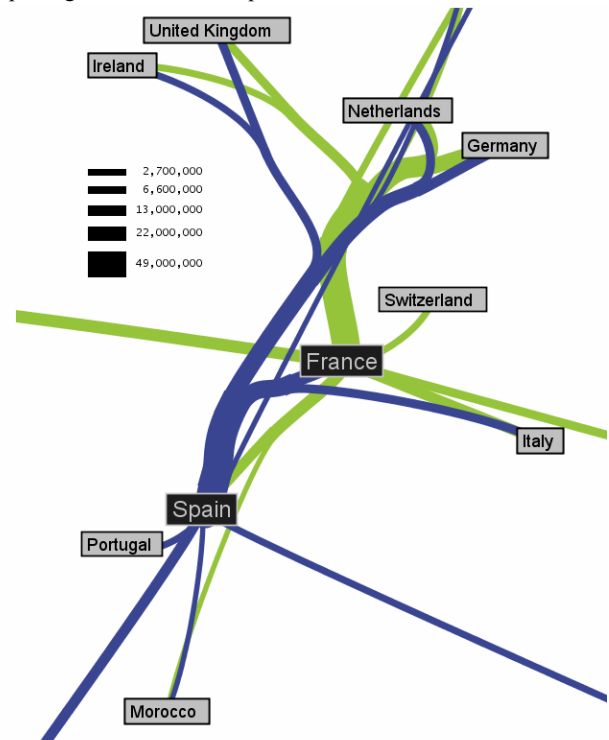 United Kingdom
Ireland
Netherlands
Germany
2,700,000
6,600,000
13,000,000
22,000,000
49,000,000
Switzerland
France
Italy
Spain
Portugal
Morocco